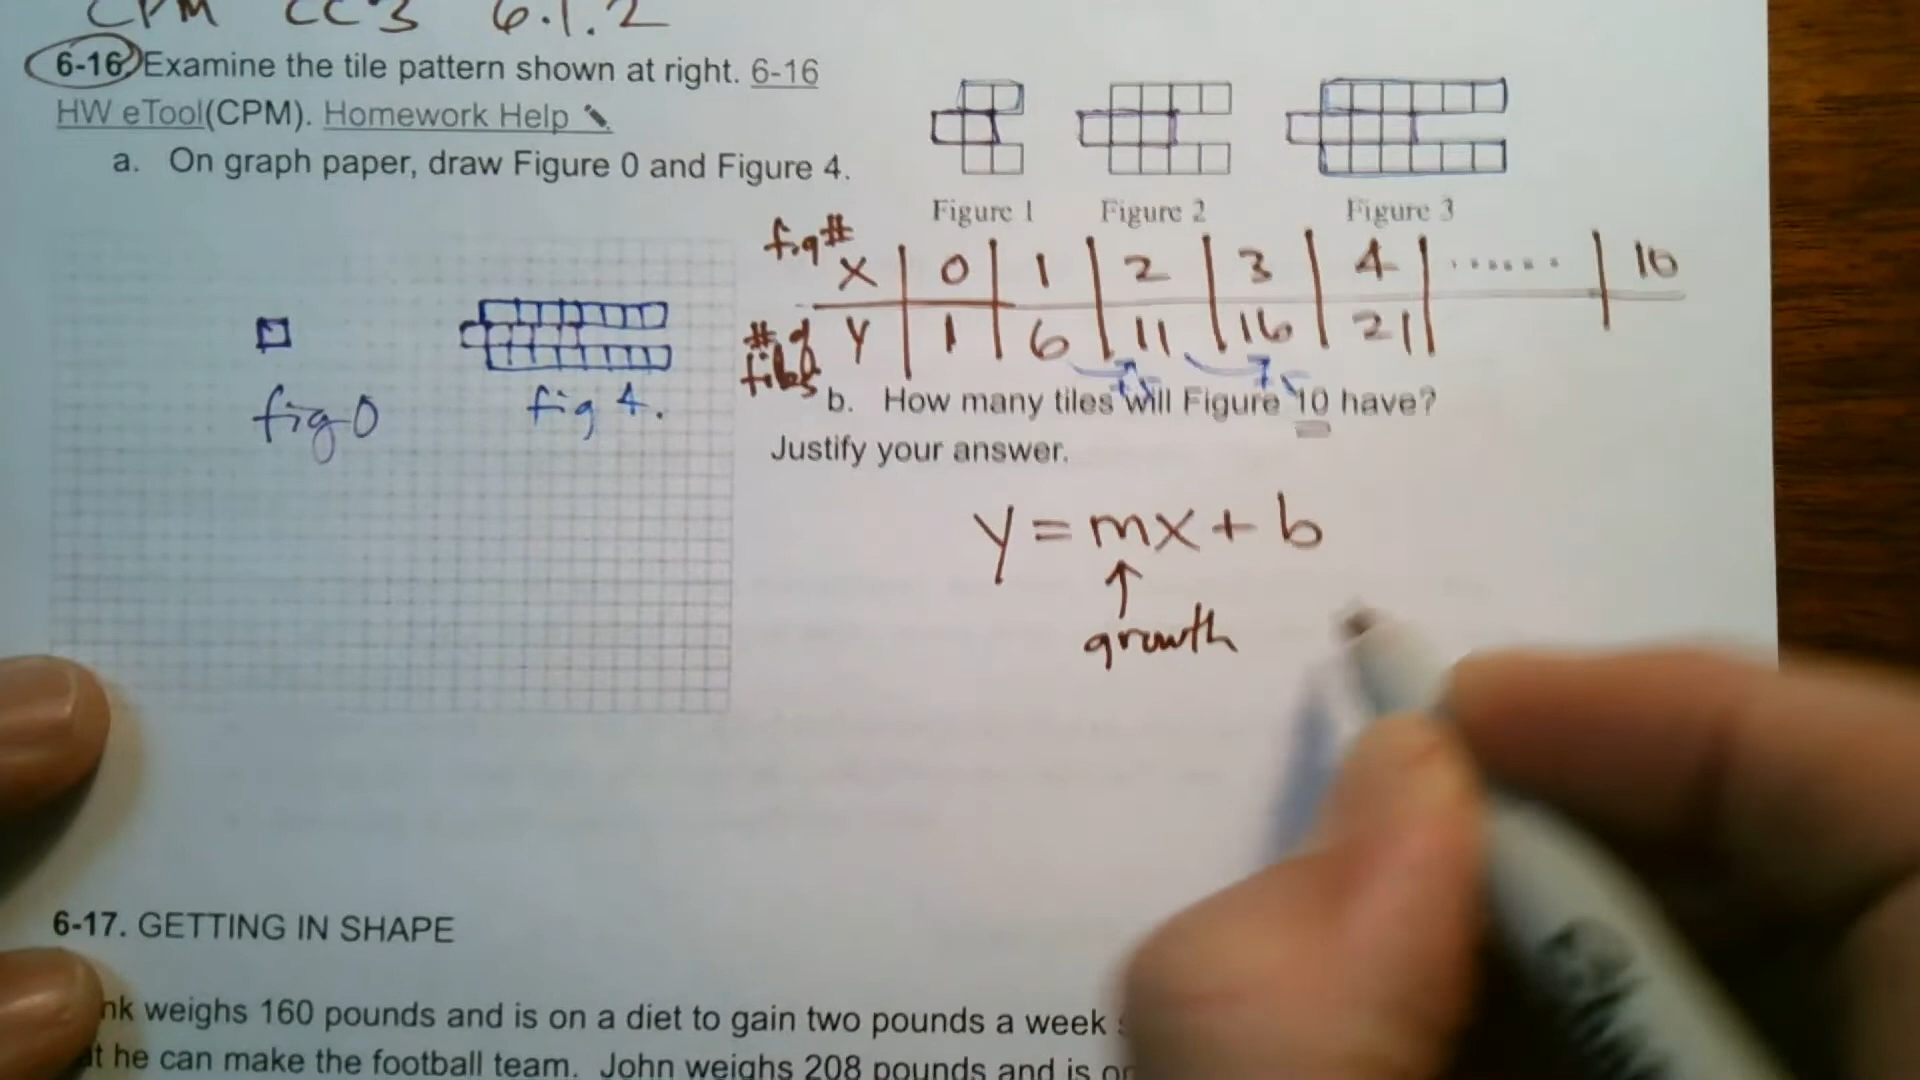 CPM CC3 6.1.2
6-16 Examine the tile pattern shown at right. 6-16
HW eTool(CPM). Homework Help
a. On graph paper, draw Figure 0 and Figure 4.
Figure 1 Figure 2 Figure 3
fig #
X 0 1 2 3 4 ...... 10
# of tiles
Y 1 6 11 16 21
fig 0 fig 4.
b. How many tiles will Figure 10 have?
Justify your answer.
y = mx + b
↑
growth
6-17. GETTING IN SHAPE
nk weighs 160 pounds and is on a diet to gain two pounds a week
at he can make the football team. John weighs 208 pounds and is